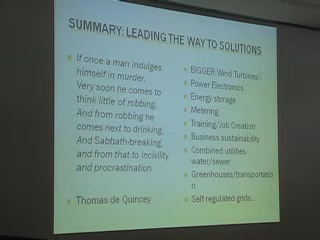 SUMMARY: LEADING THE WAY TO SOLUTIONS
If once a man indulges
himself in murder,
Very soon he comes to
think little of robbing,
And from robbing he
comes next to drinking,
And Sabbath-breaking,
and from that to Incivility
and procrastination
Thomas de Quincey
BIGGER Wind Turbines
Power Electronics
Energy storage
Metering
Training/Job Creation
Business sustainability
Combined utilities
water/sewer
Greenhouses/transportatio
n
Self regulated grids...